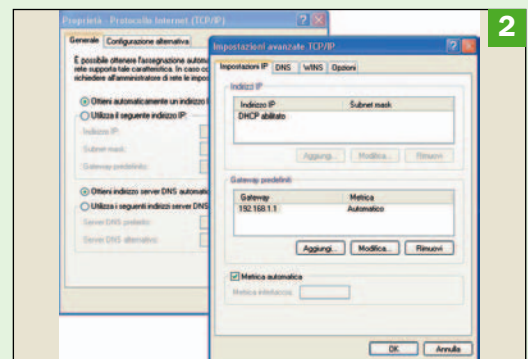 2
Proprietà - Protocollo Internet (TCP/IP)
Generale Configurazione alternativa
È possibile ottenere l'assegnazione autom
rete supporta tale caratteristica. In caso co
richiedere all'amministratore di rete le impos
Ottieni automaticamente un indirizzo I
Utilizza il seguente indirizzo IP:
Indirizzo IP:
Subnet mask:
Gateway predefinito:
Ottieni indirizzo server DNS automati
Utilizza i seguenti indirizzi server DNS
Server DNS preferito:
Server DNS alternativo:
Impostazioni avanzate TCP/IP
Impostazioni IP DNS WINS Opzioni
Indirizzi IP
Indirizzo IP Subnet mask
DHCP abilitato
Aggiungi... Modifica... Rimuovi
Gateway predefiniti:
Gateway Metrica
192.168.1.1 Automatico
Aggiungi... Modifica... Rimuovi
Metrica automatica
Metrica interfaccia:
OK Annulla